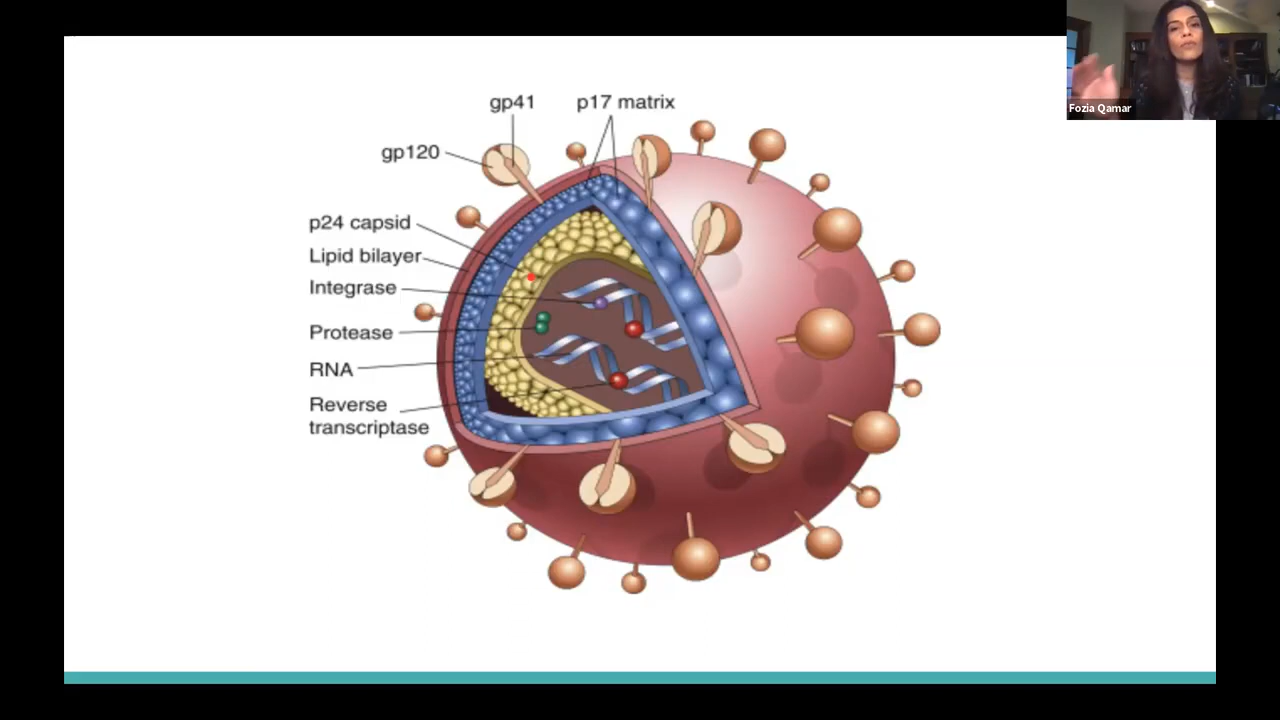 gp41
p17 matrix
gp120
p24 capsid
Lipid bilayer
Integrase
Protease
RNA
Reverse
transcriptase
Fozia Qamar